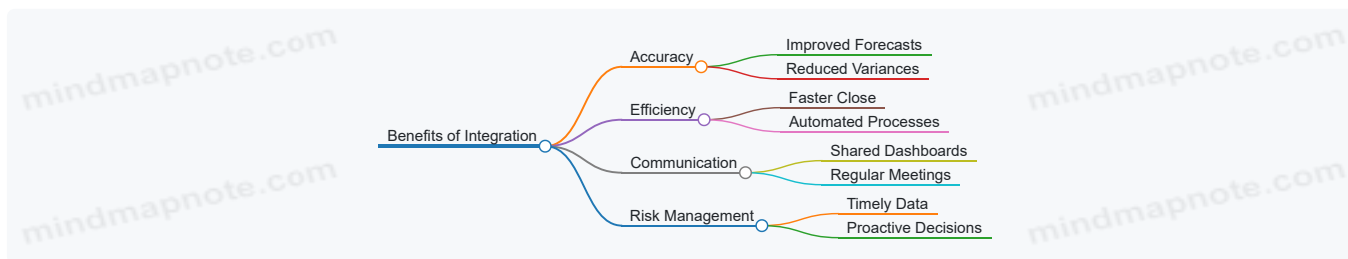 mindmapnote.com
mindmapnote.com
Benefits of Integration
Accuracy
Improved Forecasts
Reduced Variances
Efficiency
Faster Close
Automated Processes
Communication
Shared Dashboards
Regular Meetings
Risk Management
Timely Data
Proactive Decisions
mindmapnote.com
mindmapnote.com